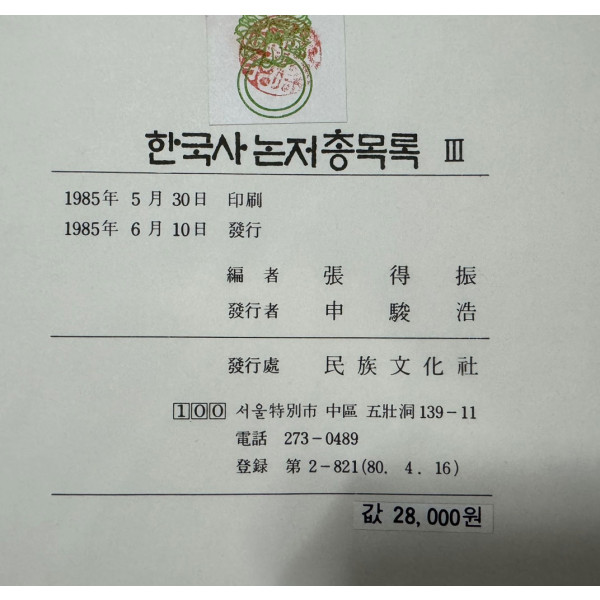 한국사 논저 총목록 Ⅲ
1985年 5月 30日 印刷
1985年 6月 10日 發行
編者 張得振
發行者 申駿浩
發行處 民族文化社
100 서울特別市 中區 五壯洞 139-11
電話 273-0489
登録 第 2-821(80. 4. 16)
값 28,000원